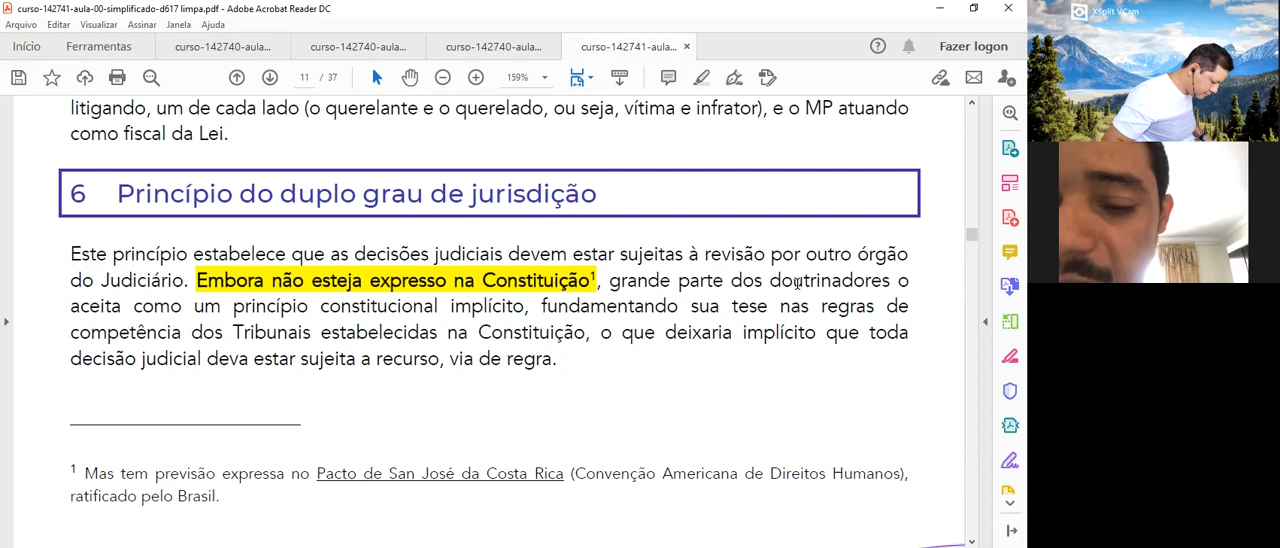 curso-142741-aula-00-simplificado-d617 limpa.pdf - Adobe Acrobat Reader DC
Arquivo Editar Visualizar Assinar Janela Ajuda
Início Ferramentas curso-142740-aula... curso-142740-aula... curso-142740-aula... curso-142741-aula... × Fazer logon
11 / 37 159%
XSplit VCam
litigando, um de cada lado (o querelante e o querelado, ou seja, vítima e infrator), e o MP atuando
como fiscal da Lei.
6 Princípio do duplo grau de jurisdição
Este princípio estabelece que as decisões judiciais devem estar sujeitas à revisão por outro órgão
do Judiciário. Embora não esteja expresso na Constituição¹, grande parte dos doutrinadores o
aceita como um princípio constitucional implícito, fundamentando sua tese nas regras de
competência dos Tribunais estabelecidas na Constituição, o que deixaria implícito que toda
decisão judicial deva estar sujeita a recurso, via de regra.
¹ Mas tem previsão expressa no Pacto de San José da Costa Rica (Convenção Americana de Direitos Humanos),
ratificado pelo Brasil.